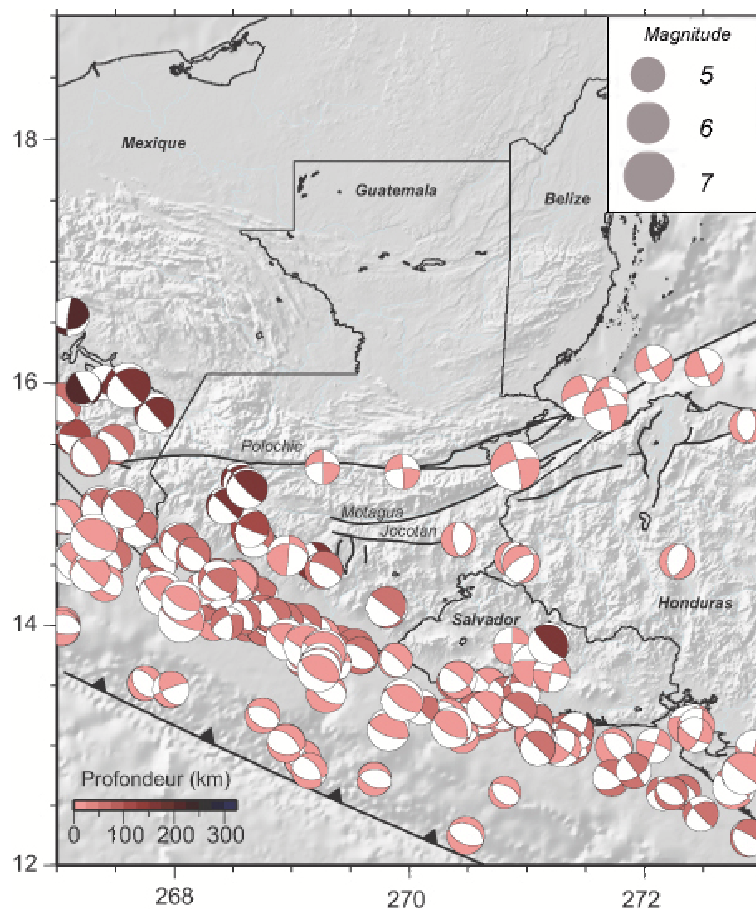 Magnitude
5
6
7
18
Mexique
Guatemala
Belize
16
Polochic
Motagua
Jocotan
14
Salvador
Honduras
Profondeur (km)
0 100 200 300
12
268 270 272